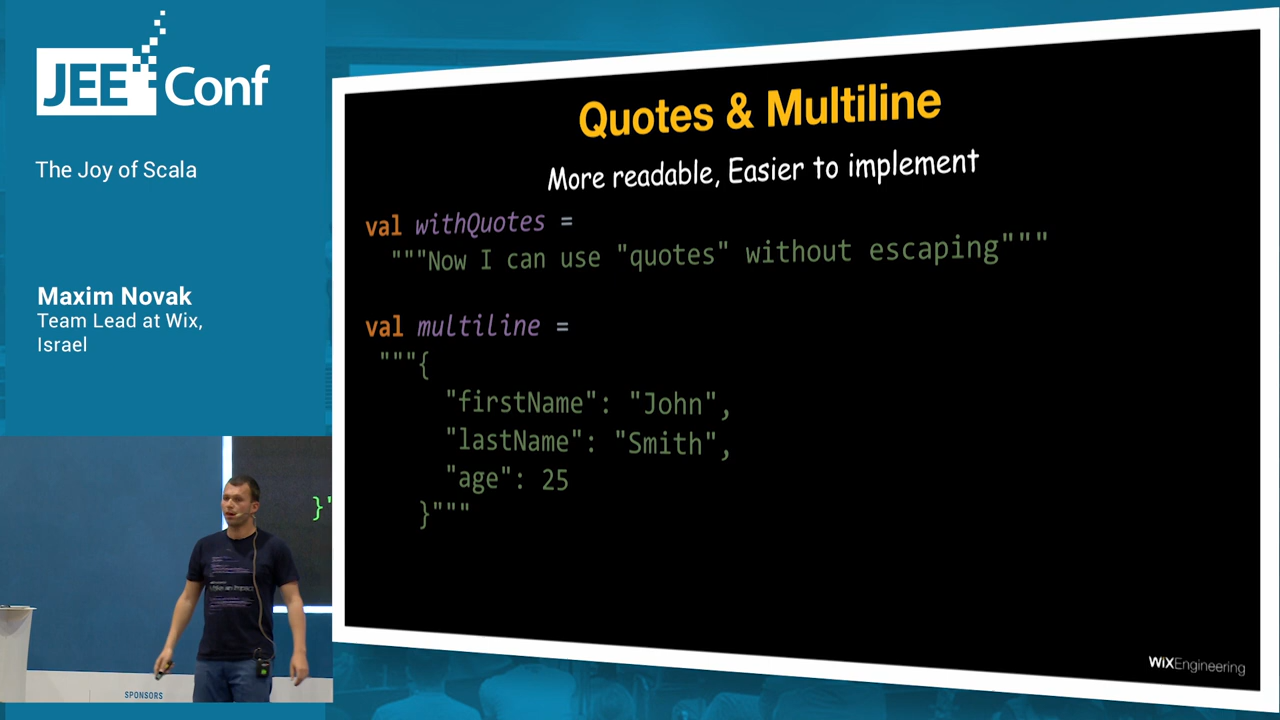 JEE Conf
The Joy of Scala
Maxim Novak
Team Lead at Wix,
Israel
Quotes & Multiline
More readable, Easier to implement
val withQuotes =
"""Now I can use "quotes" without escaping"""
val multiline =
"""{
"firstName": "John",
"lastName": "Smith",
"age": 25
}"""
}"
SPONSORS
WiXEngineering